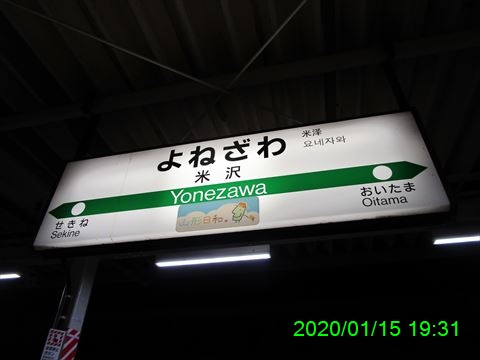 よねざわ
米沢
米泽
요네자와
Yonezawa
せきね
Sekine
おいたま
Oitama
山形日和。
2020/01/15 19:31